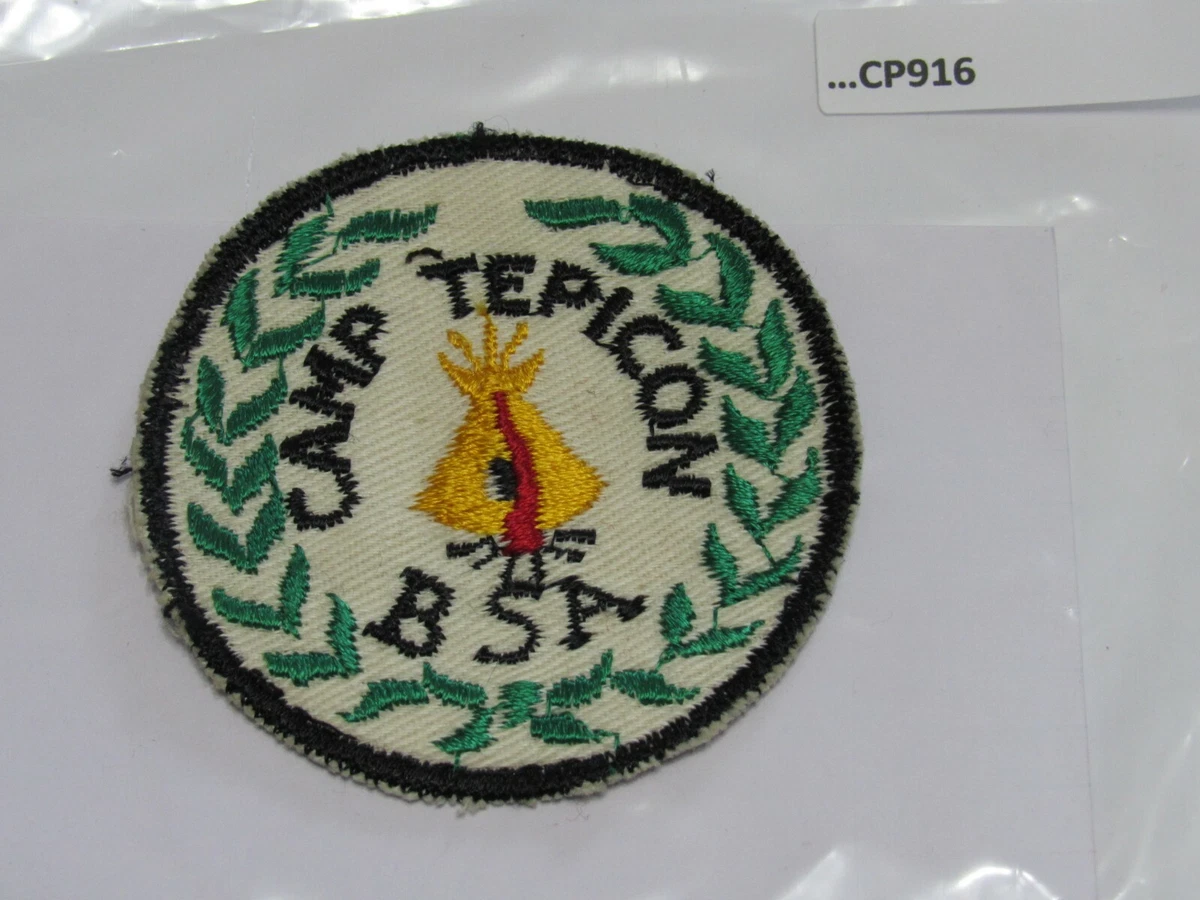 ...CP916
CAMP TEPICON
BSA